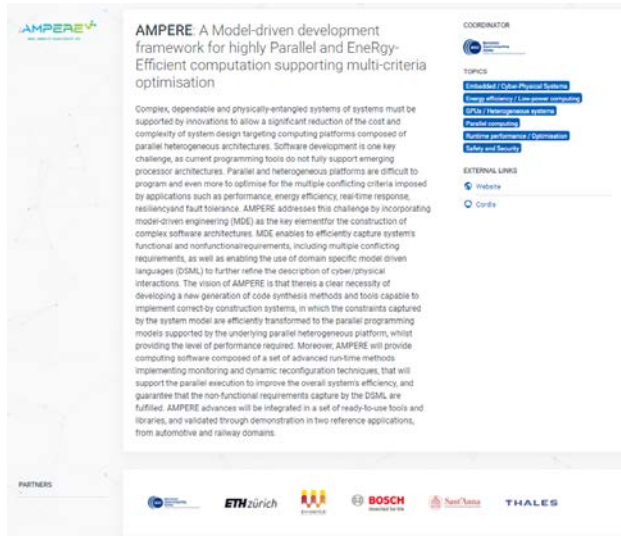 AMPERE
AMPERE: A Model-driven development
framework for highly Parallel and EneRgy-
Efficient computation supporting multi-criteria
optimisation
Complex, dependable and physically-entangled systems of systems must be
supported by innovations to allow a significant reduction of the cost and
complexity of system design targeting computing platforms composed of
parallel heterogeneous architectures. Software development is one key
challenge, as current programming tools do not fully support emerging
processor architectures. Parallel and heterogeneous platforms are difficult to
program and even more to optimise for the multiple conflicting criteria imposed
by applications such as performance, energy efficiency, real-time response,
resiliencyand fault tolerance. AMPERE addresses this challenge by incorporating
model-driven engineering (MDE) as the key elementfor the construction of
complex software architectures. MDE enables to efficiently capture system's
functional and nonfunctionalrequirements, including multiple conflicting
requirements, as well as enabling the use of domain specific model driven
languages (DSML) to further refine the description of cyber/physical
interactions. The vision of AMPERE is that thereis a clear necessity of
developing a new generation of code synthesis methods and tools capable to
implement correct-by construction systems, in which the constraints captured
by the system model are efficiently transformed to the parallel programming
models supported by the underlying parallel heterogeneous platform, whilst
providing the level of performance required. Moreover, AMPERE will provide
computing software composed of a set of advanced run-time methods
implementing monitoring and dynamic reconfiguration techniques, that will
support the parallel execution to improve the overall system's efficiency, and
guarantee that the non-functional requirements capture by the DSML are
fulfilled. AMPERE advances will be integrated in a set of ready-to-use tools and
libraries, and validated through demonstration in two reference applications,
from automotive and railway domains.
COORDINATOR
TOPICS
Embedded / Cyber-Physical Systems
Energy efficiency / Low-power computing
GPUs / Heterogeneous systems
Parallel computing
Runtime performance / Optimisation
Safety and Security
EXTERNAL LINKS
Website
Cordis
PARTNERS
ETH zürich
BOSCH
Invented for life
Sant'Anna
THALES